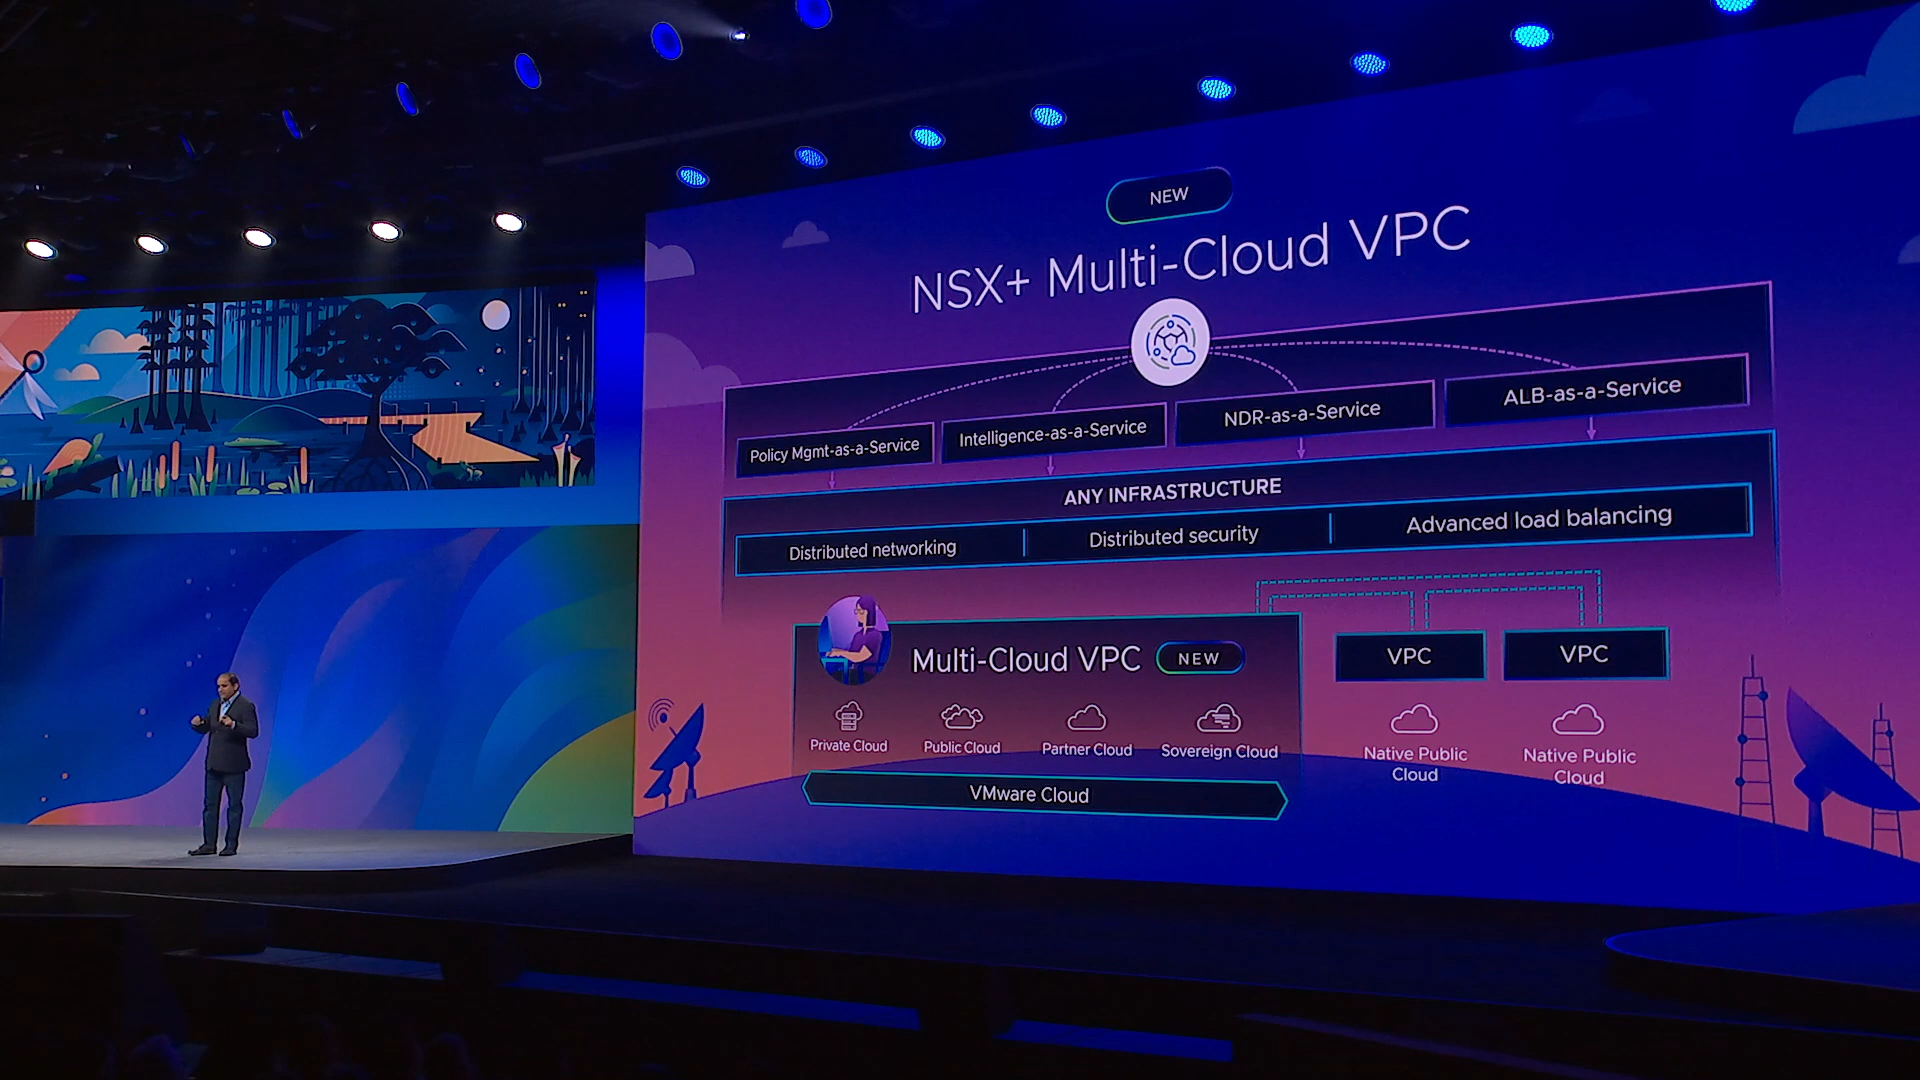 NEW
NSX+ Multi-Cloud VPC
Policy Mgmt-as-a-Service
Intelligence-as-a-Service
NDR-as-a-Service
ALB-as-a-Service
ANY INFRASTRUCTURE
Distributed networking
Distributed security
Advanced load balancing
Multi-Cloud VPC
NEW
VPC
VPC
Private Cloud
Public Cloud
Partner Cloud
Sovereign Cloud
Native Public
Cloud
Native Public
Cloud
VMware Cloud